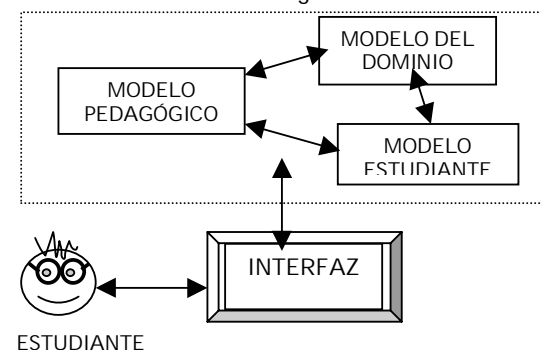 MODELO DEL
DOMINIO
MODELO
PEDAGÓGICO
MODELO
ESTUDIANTE
INTERFAZ
ESTUDIANTE